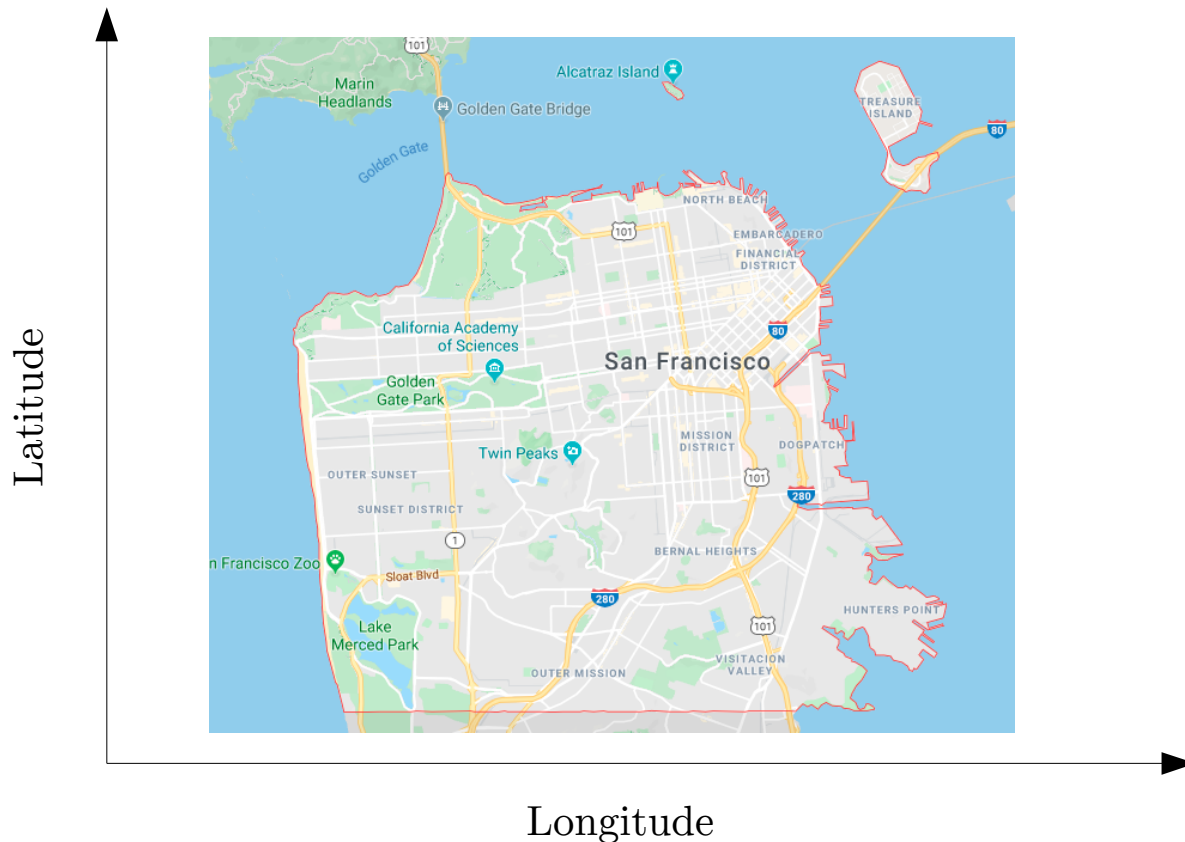 101
Alcatraz Island
Marin
Headlands
Golden Gate Bridge
TREASURE
ISLAND
80
Golden Gate
NORTH BEACH
101
EMBARCADERO
FINANCIAL
DISTRICT
California Academy
of Sciences
80
San Francisco
Golden
Gate Park
Latitude
MISSION
DISTRICT
DOGPATCH
Twin Peaks
OUTER SUNSET
101
280
SUNSET DISTRICT
1
BERNAL HEIGHTS
n Francisco Zoo
Sloat Blvd
280
HUNTERS POINT
101
Lake
Merced Park
VISITACION
VALLEY
OUTER MISSION
Longitude